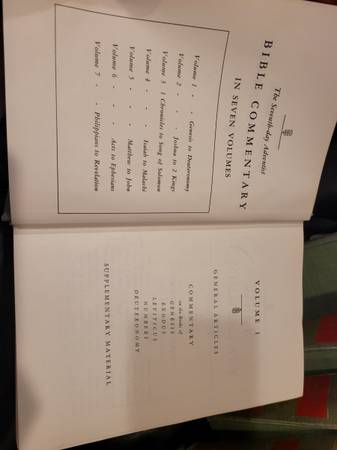 The Seventh-day Adventist
BIBLE COMMENTARY
IN SEVEN VOLUMES
Volume 1 - - Genesis to Deuteronomy
Volume 2 - - Joshua to 2 Kings
Volume 3 1 Chronicles to Song of Solomon
Volume 4 - - Isaiah to Malachi
Volume 5 - - Matthew to John
Volume 6 - - Acts to Ephesians
Volume 7 - - Philippians to Revelation
VOLUME 1
GENERAL ARTICLES
COMMENTARY
on the Books of
GENESIS
EXODUS
LEVITICUS
NUMBERS
DEUTERONOMY
SUPPLEMENTARY MATERIAL